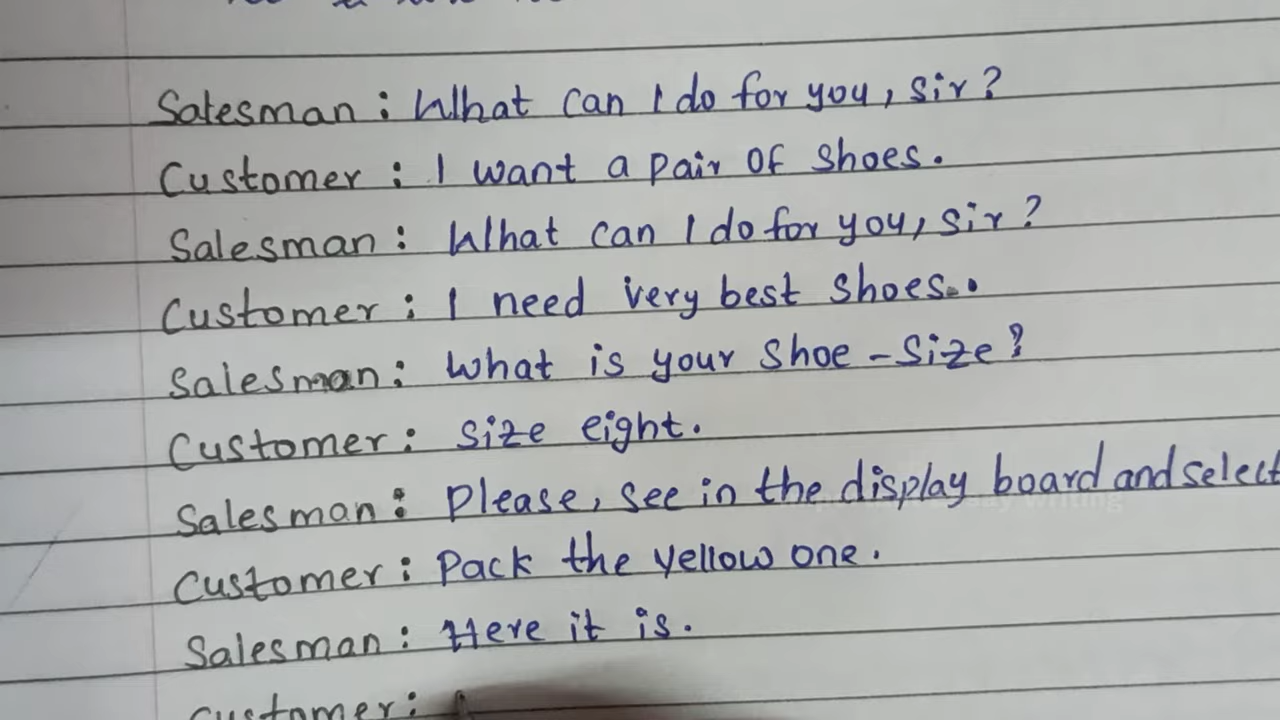 Salesman : What can I do for you, sir?
Customer : I want a pair of shoes.
Salesman : What can I do for you, sir?
Customer : I need very best shoes..
Salesman : What is your shoe-size?
Customer : size eight.
Salesman : please, see in the display board and select
Customer : Pack the yellow one.
Salesman : Here it is.
Customer :